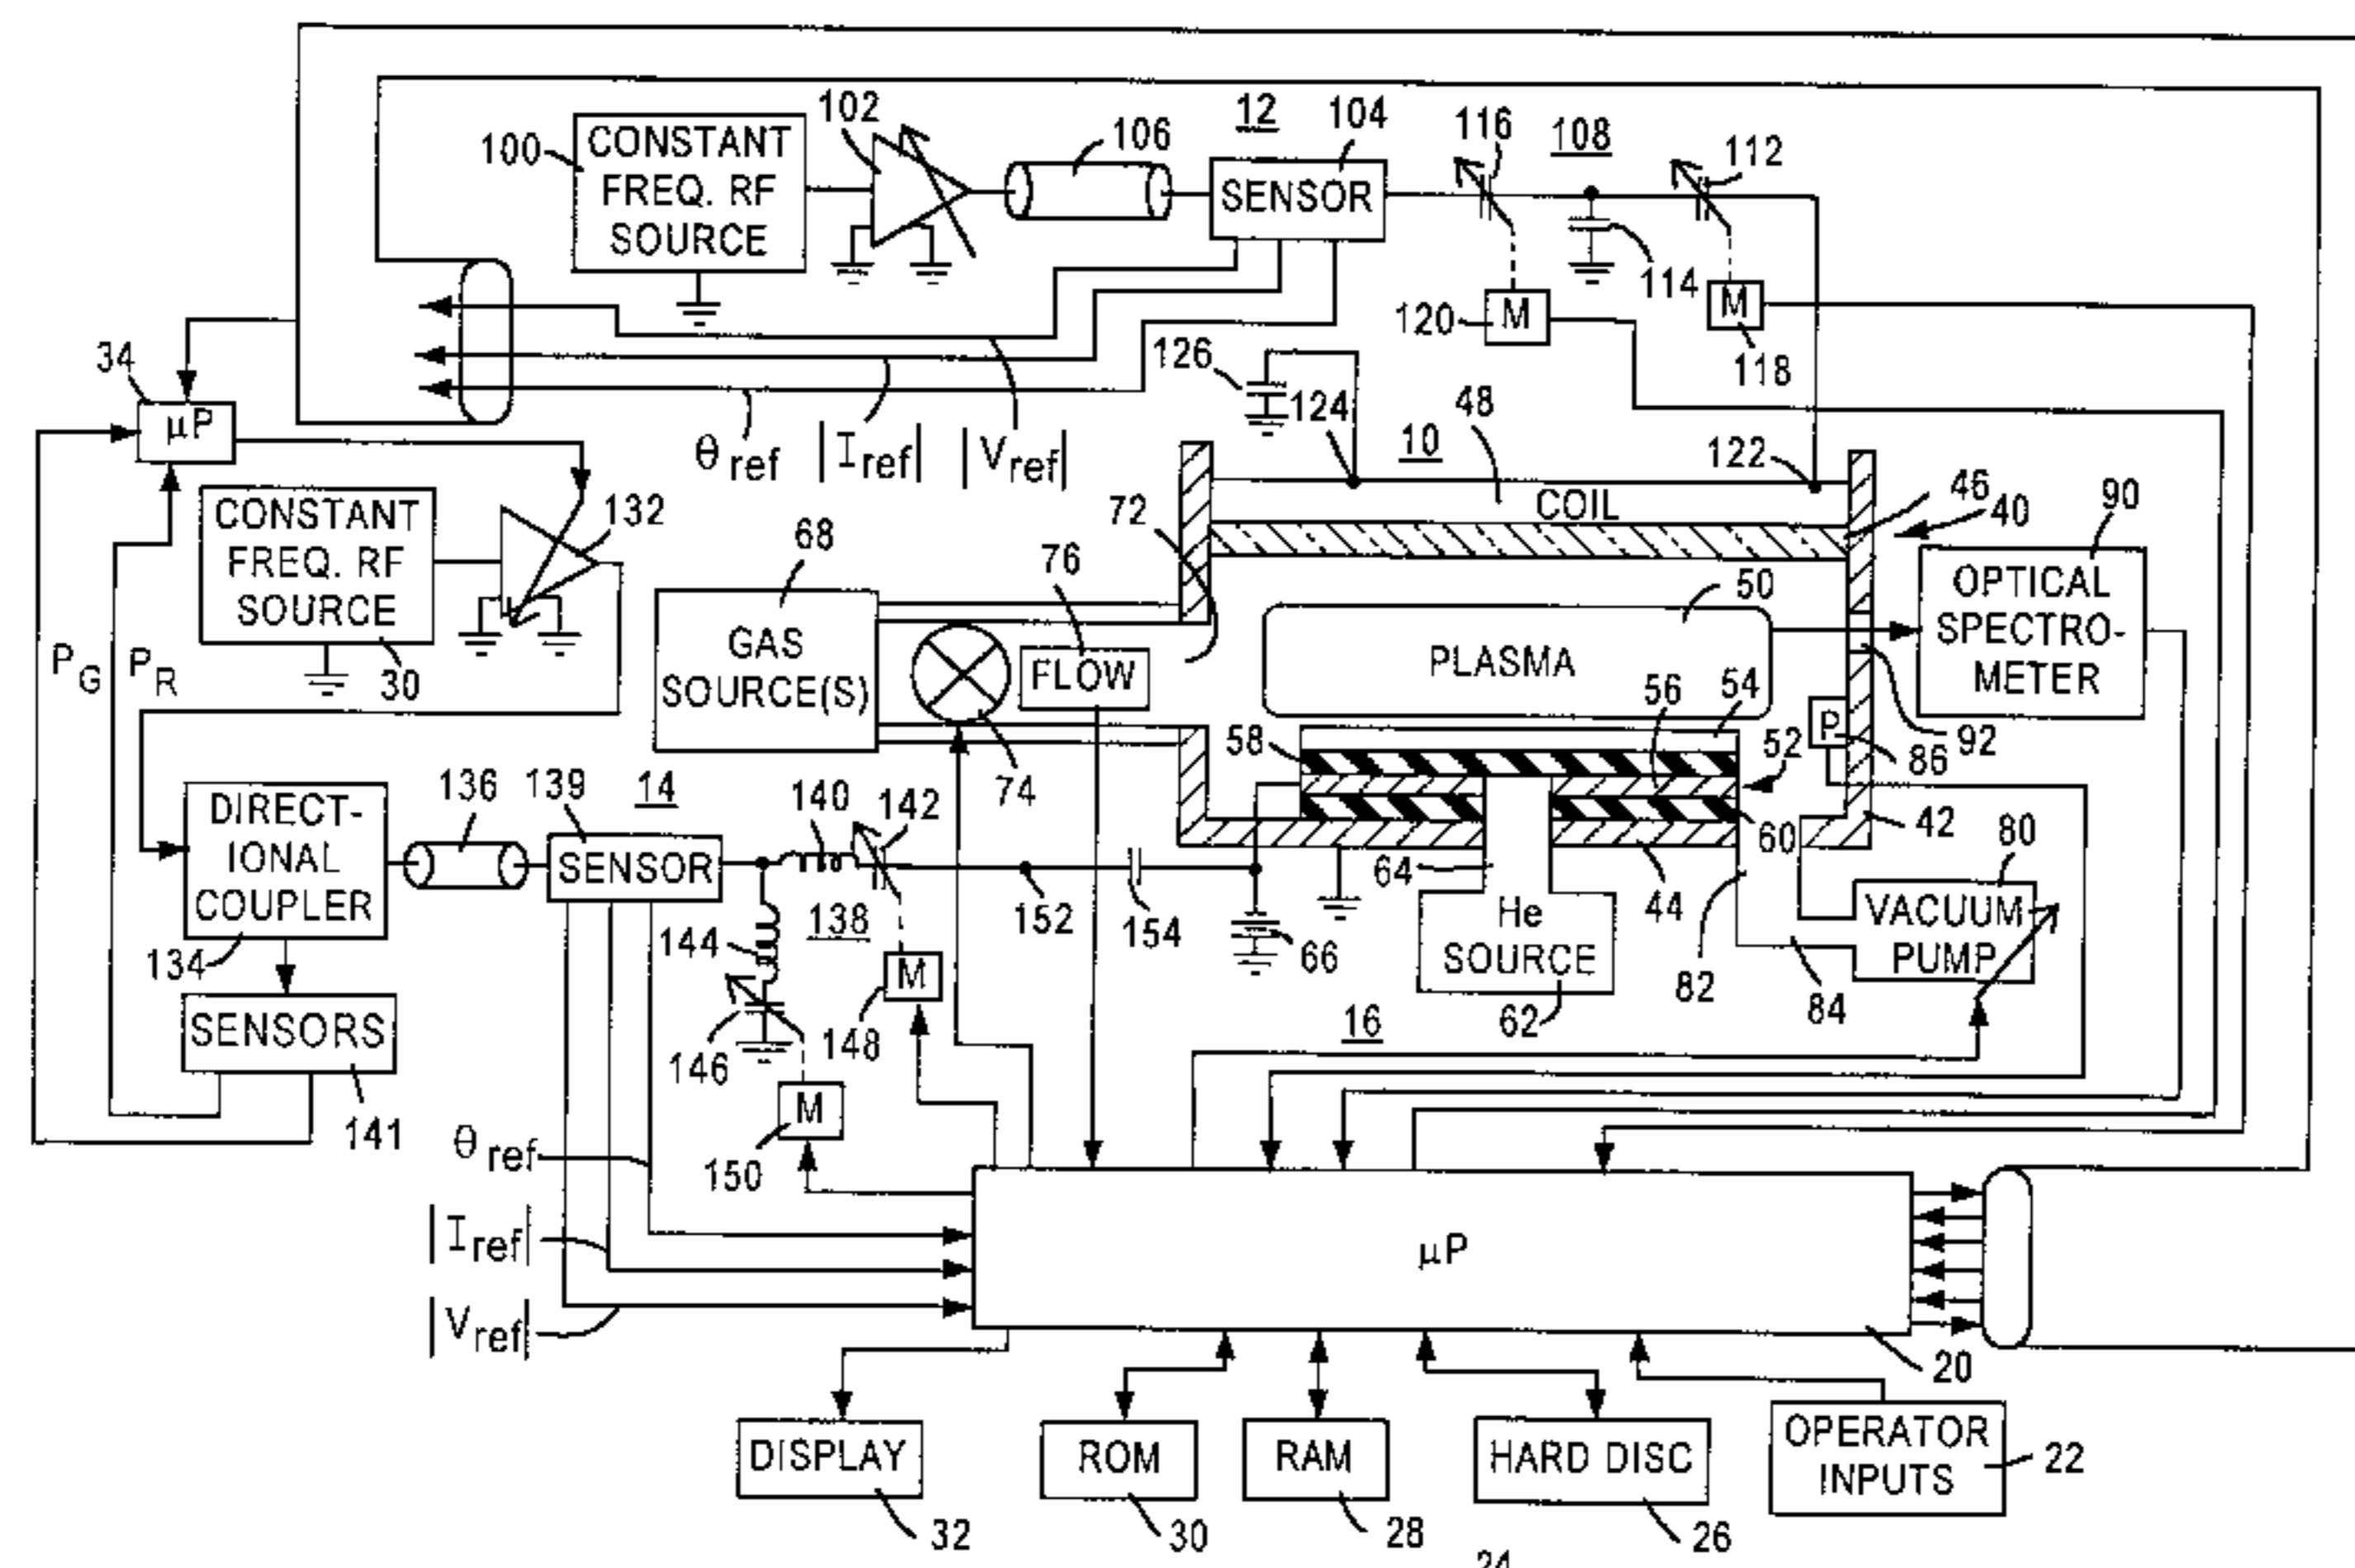 12
102
106
104
116
108
112
100
CONSTANT
FREQ. RF
SOURCE
SENSOR
114
120
M
M
118
34
μP
126
124
48
10
122
θref
|Iref|
|Vref|
COIL
46
40
90
CONSTANT
FREQ. RF
SOURCE
132
30
PG
PR
68
GAS
SOURCE(S)
72
76
FLOW
74
50
PLASMA
OPTICAL
SPECTRO-
METER
54
56
58
52
P
86
92
60
42
44
64
He
SOURCE
62
82
84
80
VACUUM
PUMP
DIRECT-
IONAL
COUPLER
134
136
139
SENSOR
14
140
142
144
138
152
154
66
146
M
148
SENSORS
141
M
150
16
θref
|Iref|
|Vref|
μP
20
DISPLAY
32
ROM
30
RAM
28
HARD DISC
26
OPERATOR
INPUTS
22